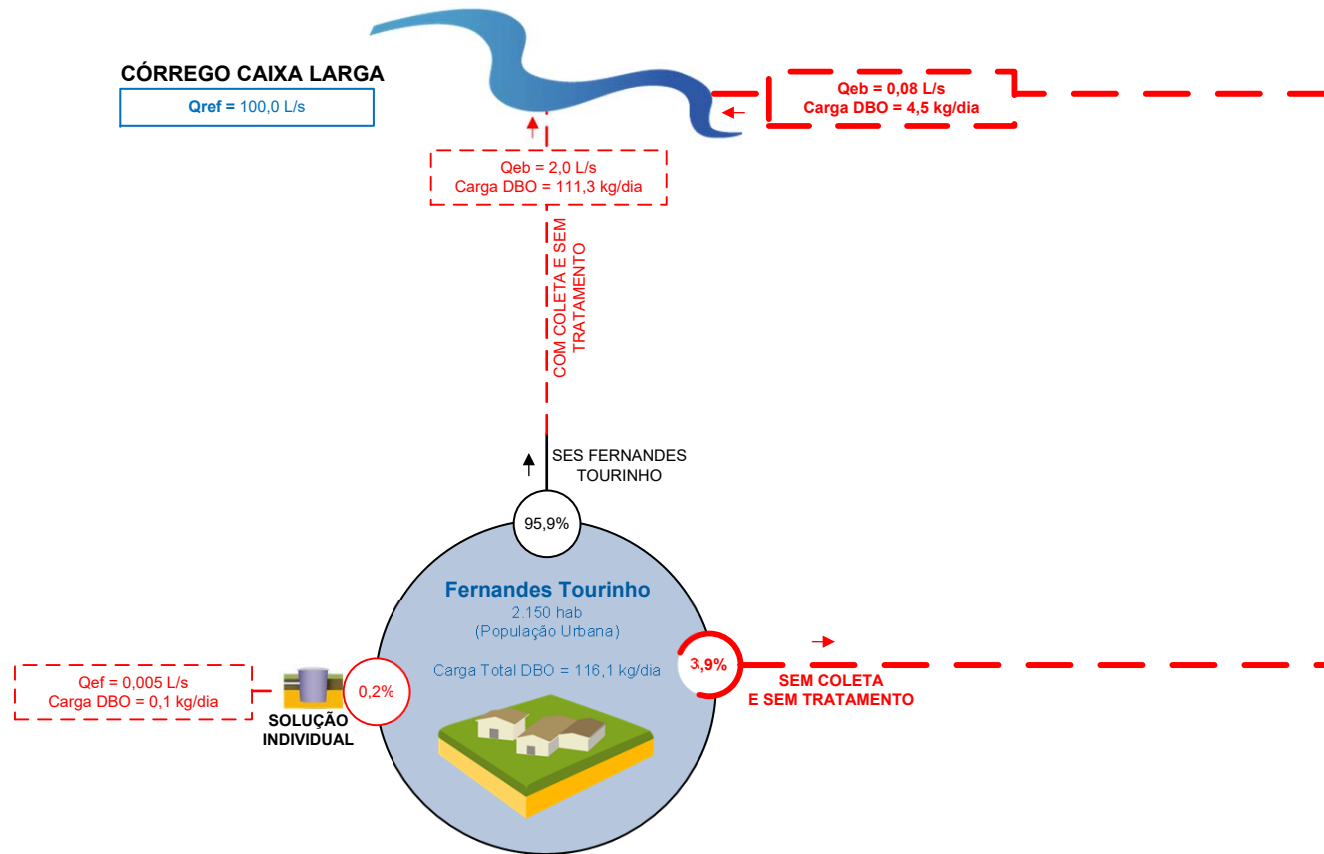 CÓRREGO CAIXA LARGA
Qref = 100,0 L/s
Qeb = 0,08 L/s
Carga DBO = 4,5 kg/dia
Qeb = 2,0 L/s
Carga DBO = 111,3 kg/dia
COM COLETA E SEM
TRATAMENTO
SES FERNANDES
TOURINHO
95,9%
Fernandes Tourinho
2.150 hab
(População Urbana)
Carga Total DBO = 116,1 kg/dia
3,9%
SEM COLETA
E SEM TRATAMENTO
Qef = 0,005 L/s
Carga DBO = 0,1 kg/dia
0,2%
SOLUÇÃO
INDIVIDUAL